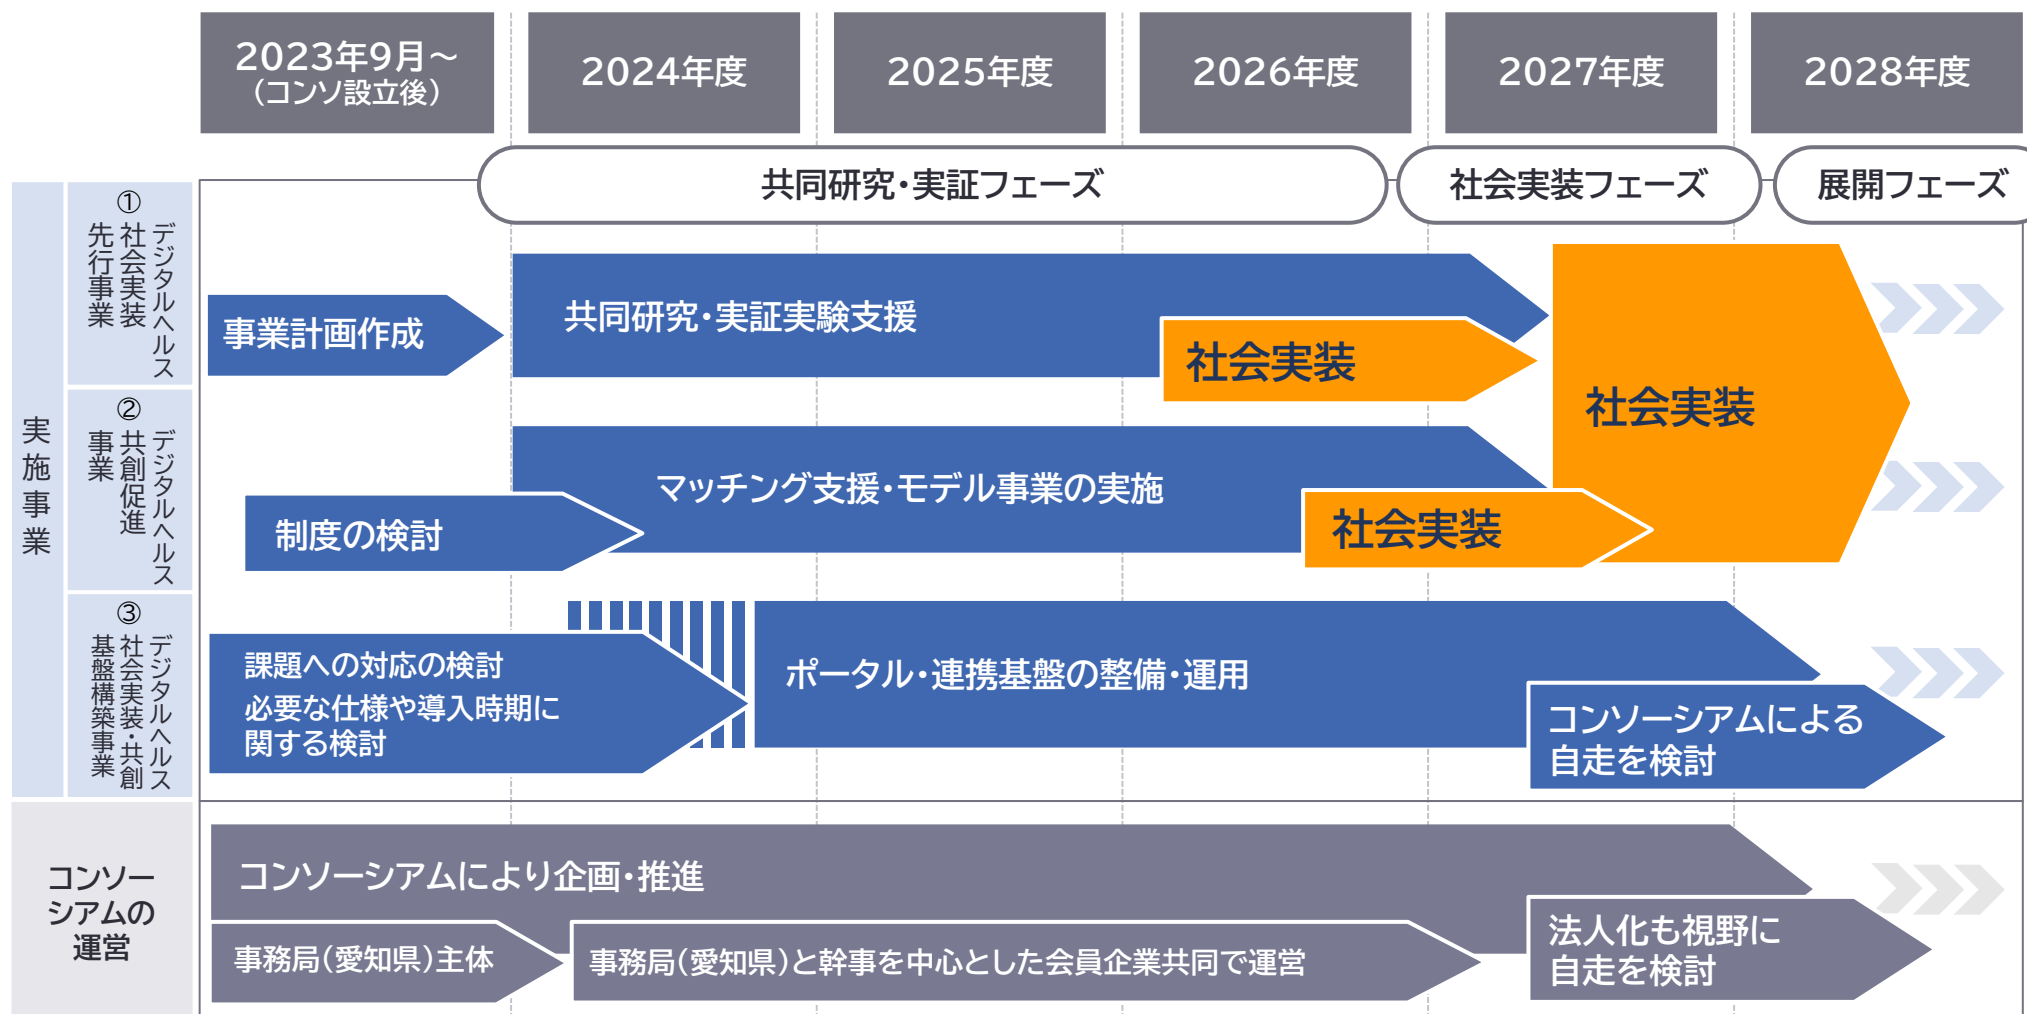 2023年9月～
（コンソ設立後）
2024年度
2025年度
2026年度
2027年度
2028年度
共同研究・実証フェーズ
社会実装フェーズ
展開フェーズ
実施事業
①
デジタルヘルス
社会実装
先行事業
事業計画作成
共同研究・実証実験支援
社会実装
社会実装
②
デジタルヘルス
共創促進
事業
制度の検討
マッチング支援・モデル事業の実施
社会実装
③
デジタルヘルス
社会実装・共創
基盤構築事業
課題への対応の検討
必要な仕様や導入時期に
関する検討
ポータル・連携基盤の整備・運用
コンソーシアムによる
自走を検討
コンソー
シアムの
運営
コンソーシアムにより企画・推進
事務局（愛知県）主体
事務局（愛知県）と幹事を中心とした会員企業共同で運営
法人化も視野に
自走を検討